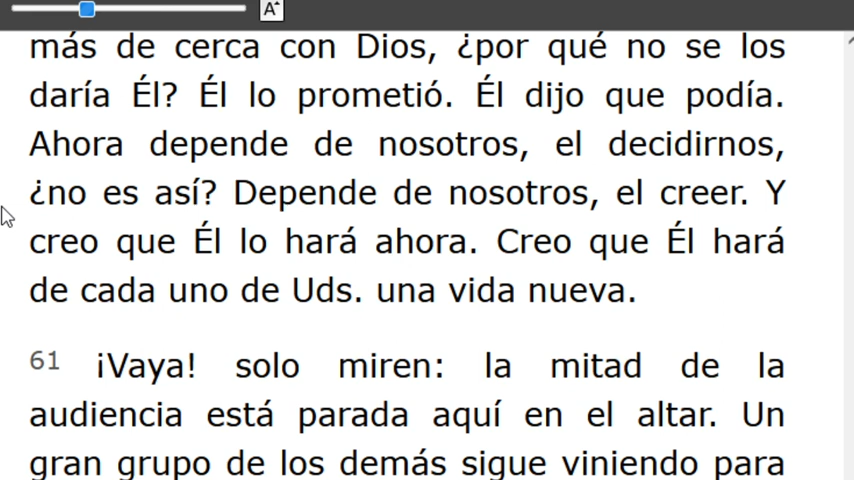 A
más de cerca con Dios, ¿por qué no se los
daría Él? Él lo prometió. Él dijo que podía.
Ahora depende de nosotros, el decidirnos,
¿no es así? Depende de nosotros, el creer. Y
creo que Él lo hará ahora. Creo que Él hará
de cada uno de Uds. una vida nueva.
61 ¡Vaya! solo miren: la mitad de la
audiencia está parada aquí en el altar. Un
gran grupo de los demás sigue viniendo para